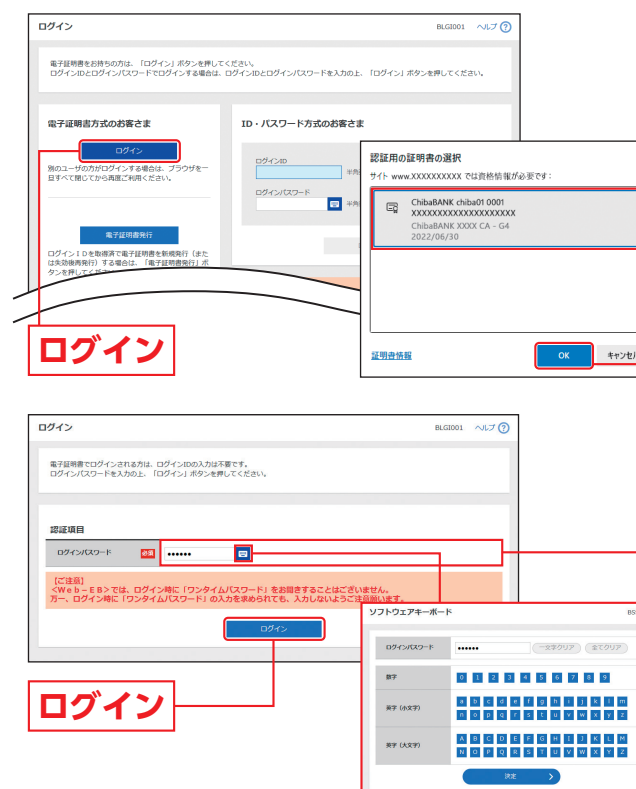 ログイン
BLGI001 ヘルプ ?
電子証明書をお持ちの方は、「ログイン」ボタンを押してください。
ログインIDとログインパスワードでログインする場合は、ログインIDとログインパスワードを入力の上、「ログイン」ボタンを押してください。
電子証明書方式のお客さま
ログイン
別のユーザの方がログインする場合は、ブラウザを一
旦すべて閉じてから再度ご利用ください。
電子証明書発行
ログインIDを取得済で電子証明書を新規発行（また
は失効後再発行）する場合は、「電子証明書発行」ボ
タンを押して
ID・パスワード方式のお客さま
ログインID
半角
ログインパスワード
半角
認証用の証明書の選択
サイト www.XXXXXXXXXX では資格情報が必要です:
ChibaBANK chiba01 0001
XXXXXXXXXXXXXXXXXXXX
ChibaBANK XXXX CA - G4
2022/06/30
証明書情報
OK
キャンセル
ログイン
ログイン
BLGI001 ヘルプ ?
電子証明書でログインされる方は、ログインIDの入力は不要です。
ログインパスワードを入力の上、「ログイン」ボタンを押してください。
認証項目
ログインパスワード 必須 ●●●●●●
【ご注意】
＜Ｗｅｂ－ＥＢ＞では、ログイン時に「ワンタイムパスワード」をお聞きすることはございません。
万一、ログイン時に「ワンタイムパスワード」の入力を求められても、入力しないようご注意願います。
ログイン
ログイン
ソフトウェアキーボード
BS
ログインパスワード ●●●●●● 一文字クリア 全てクリア
数字 0 1 2 3 4 5 6 7 8 9
英字（小文字） a b c d e f g h i j k l m
n o p q r s t u v w x y z
英字（大文字） A B C D E F G H I J K L M
N O P Q R S T U V W X Y Z
決定